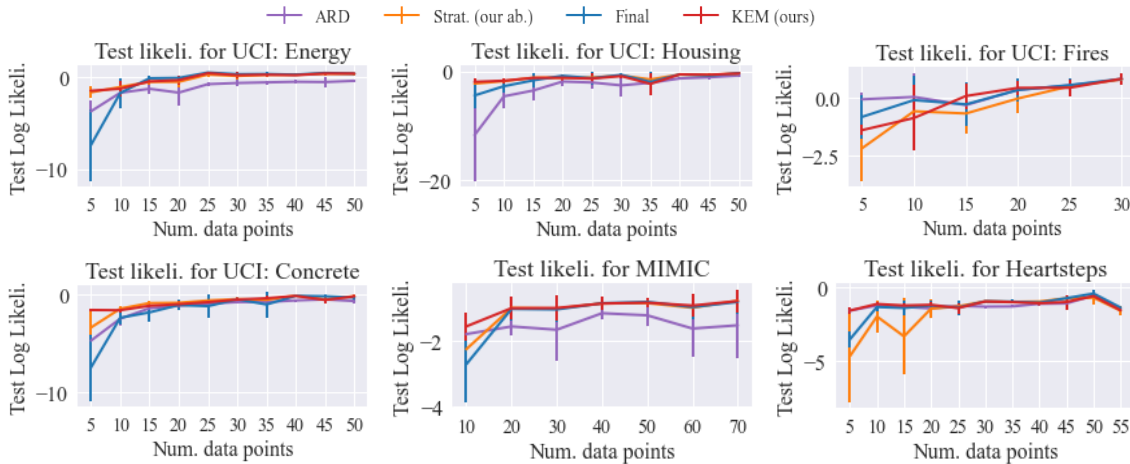 ARD Strat. (our ab.) Final KEM (ours)
Test likeli. for UCI: Energy
Test Log Likeli.
0
−10
5 10 15 20 25 30 35 40 45 50
Num. data points
Test likeli. for UCI: Housing
Test Log Likeli.
0
−20
5 10 15 20 25 30 35 40 45 50
Num. data points
Test likeli. for UCI: Fires
Test Log Likeli.
0.0
−2.5
5 10 15 20 25 30
Num. data points
Test likeli. for UCI: Concrete
Test Log Likeli.
0
−10
5 10 15 20 25 30 35 40 45 50
Num. data points
Test likeli. for MIMIC
Test Log Likeli.
−2
−4
10 20 30 40 50 60 70
Num. data points
Test likeli. for Heartsteps
Test Log Likeli.
0
−5
5 10 15 20 25 30 35 40 45 50 55
Num. data points